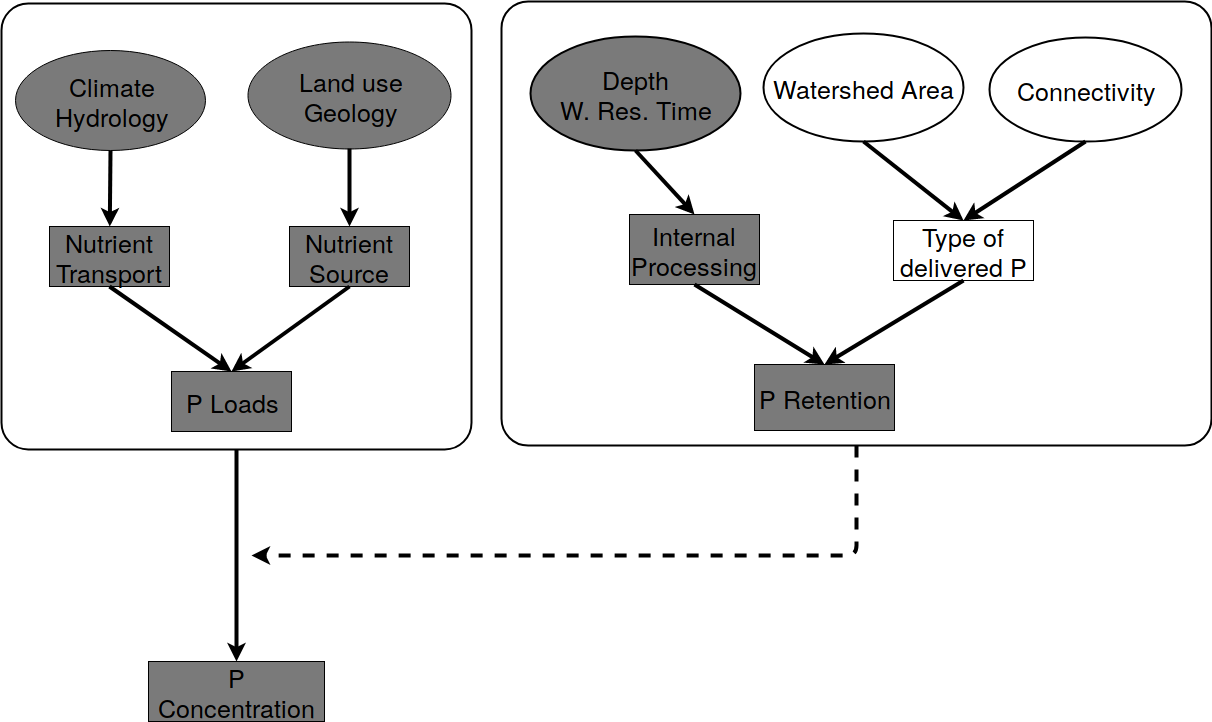 Climate
Hydrology
Land use
Geology
Depth
W. Res. Time
Watershed Area
Connectivity
Nutrient
Transport
Nutrient
Source
Internal
Processing
Type of
delivered P
P Loads
P Retention
P
Concentration